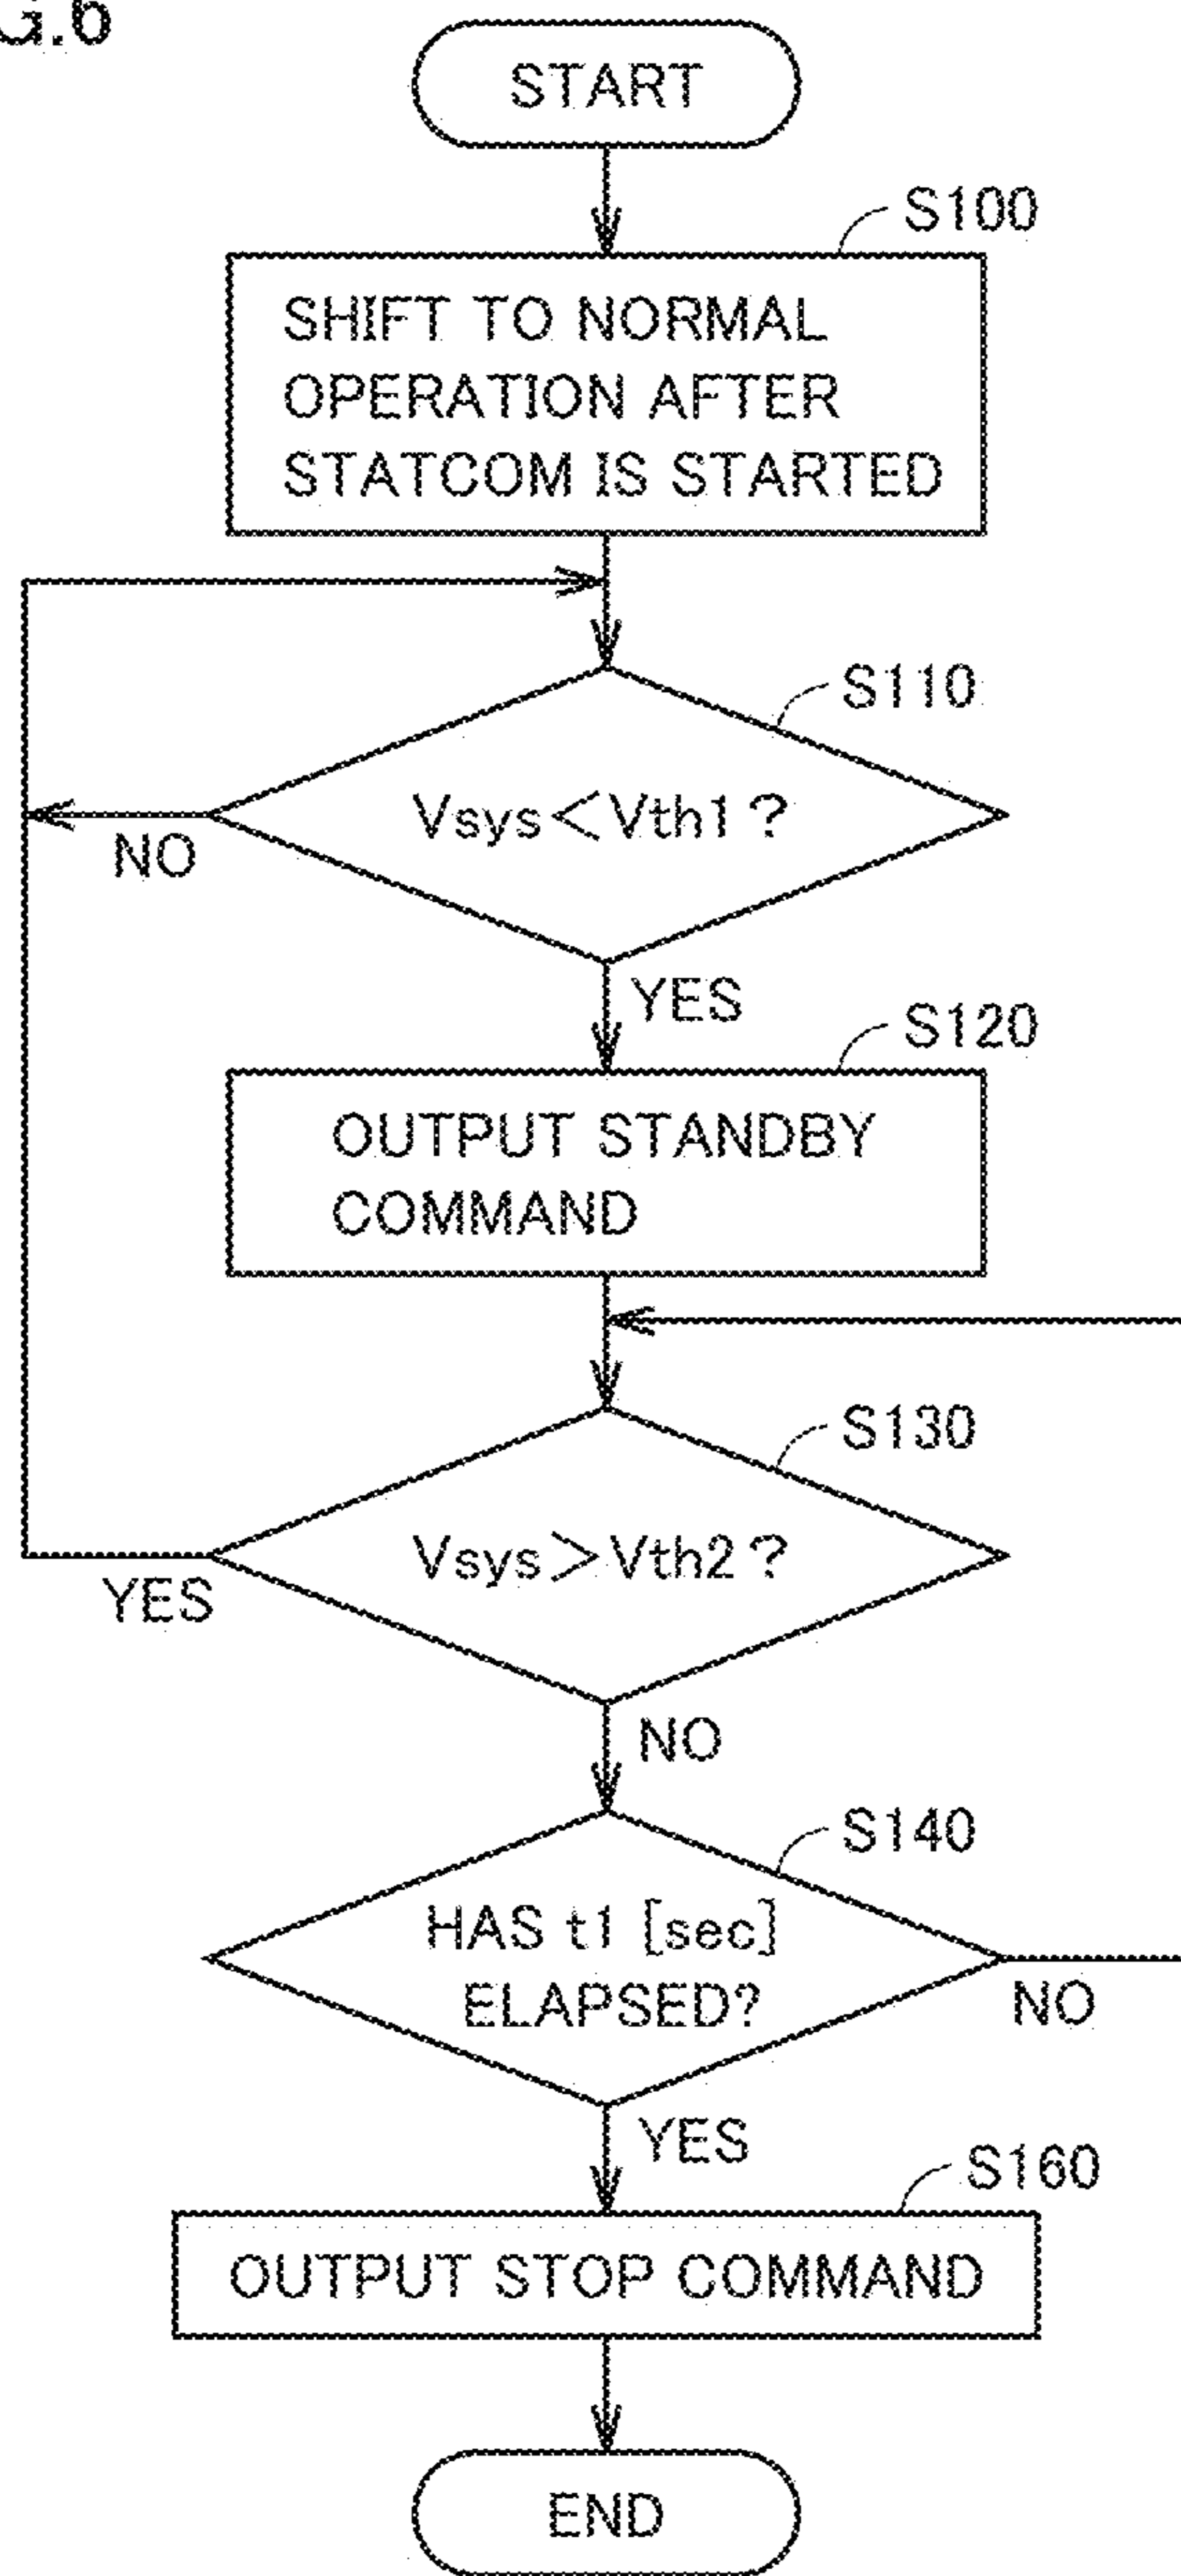 G.6
START
S100
SHIFT TO NORMAL
OPERATION AFTER
STATCOM IS STARTED
S110
Vsys<Vth1?
NO
YES
S120
OUTPUT STANDBY
COMMAND
S130
Vsys>Vth2?
YES
NO
S140
HAS t1 [sec]
ELAPSED?
NO
YES
S160
OUTPUT STOP COMMAND
END